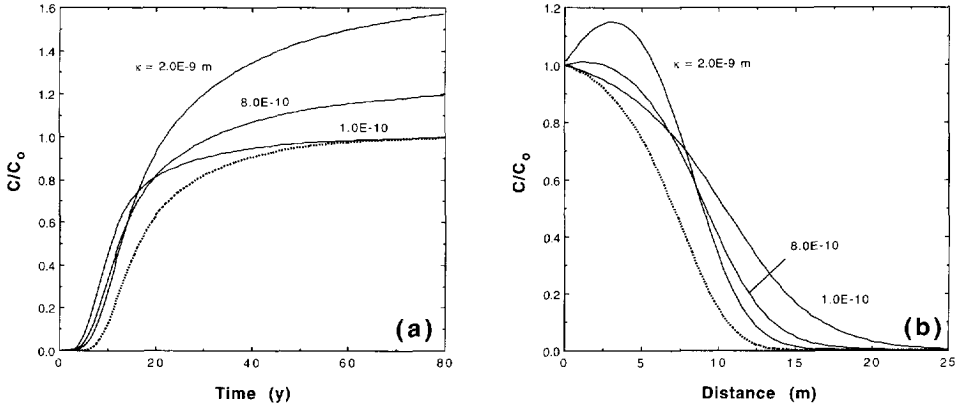 1.6
1.4
1.2
1.0
0.8
0.6
0.4
0.2
0.0
C/Co
κ = 2.0E-9 m
8.0E-10
1.0E-10
(a)
0 20 40 60 80
Time (y)
1.2
1.0
0.8
0.6
0.4
0.2
0.0
C/Co
κ = 2.0E-9 m
8.0E-10
1.0E-10
(b)
0 5 10 15 20 25
Distance (m)